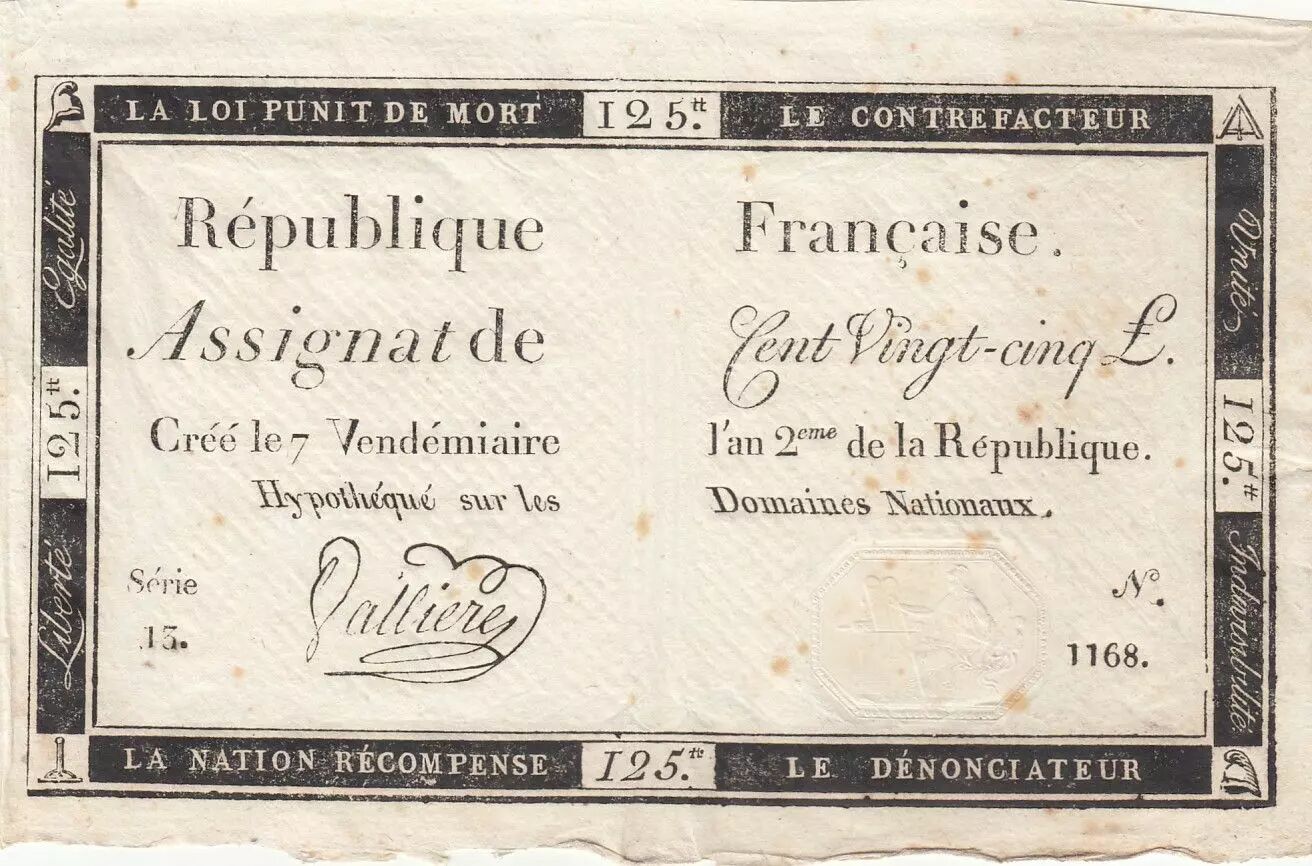 LA LOI PUNIT DE MORT 125.tt LE CONTREFACTEUR
Egalité
125.tt
Liberté
République Française.
Assignat de Cent Vingt-cinq £.
Créé le 7 Vendémiaire l'an 2eme de la République.
Hypothéqué sur les Domaines Nationaux.
Série
13.
Valliere
No.
1168.
Unité
125.tt
Indivisibilité
LA NATION RÉCOMPENSE 125.tt LE DÉNONCIATEUR